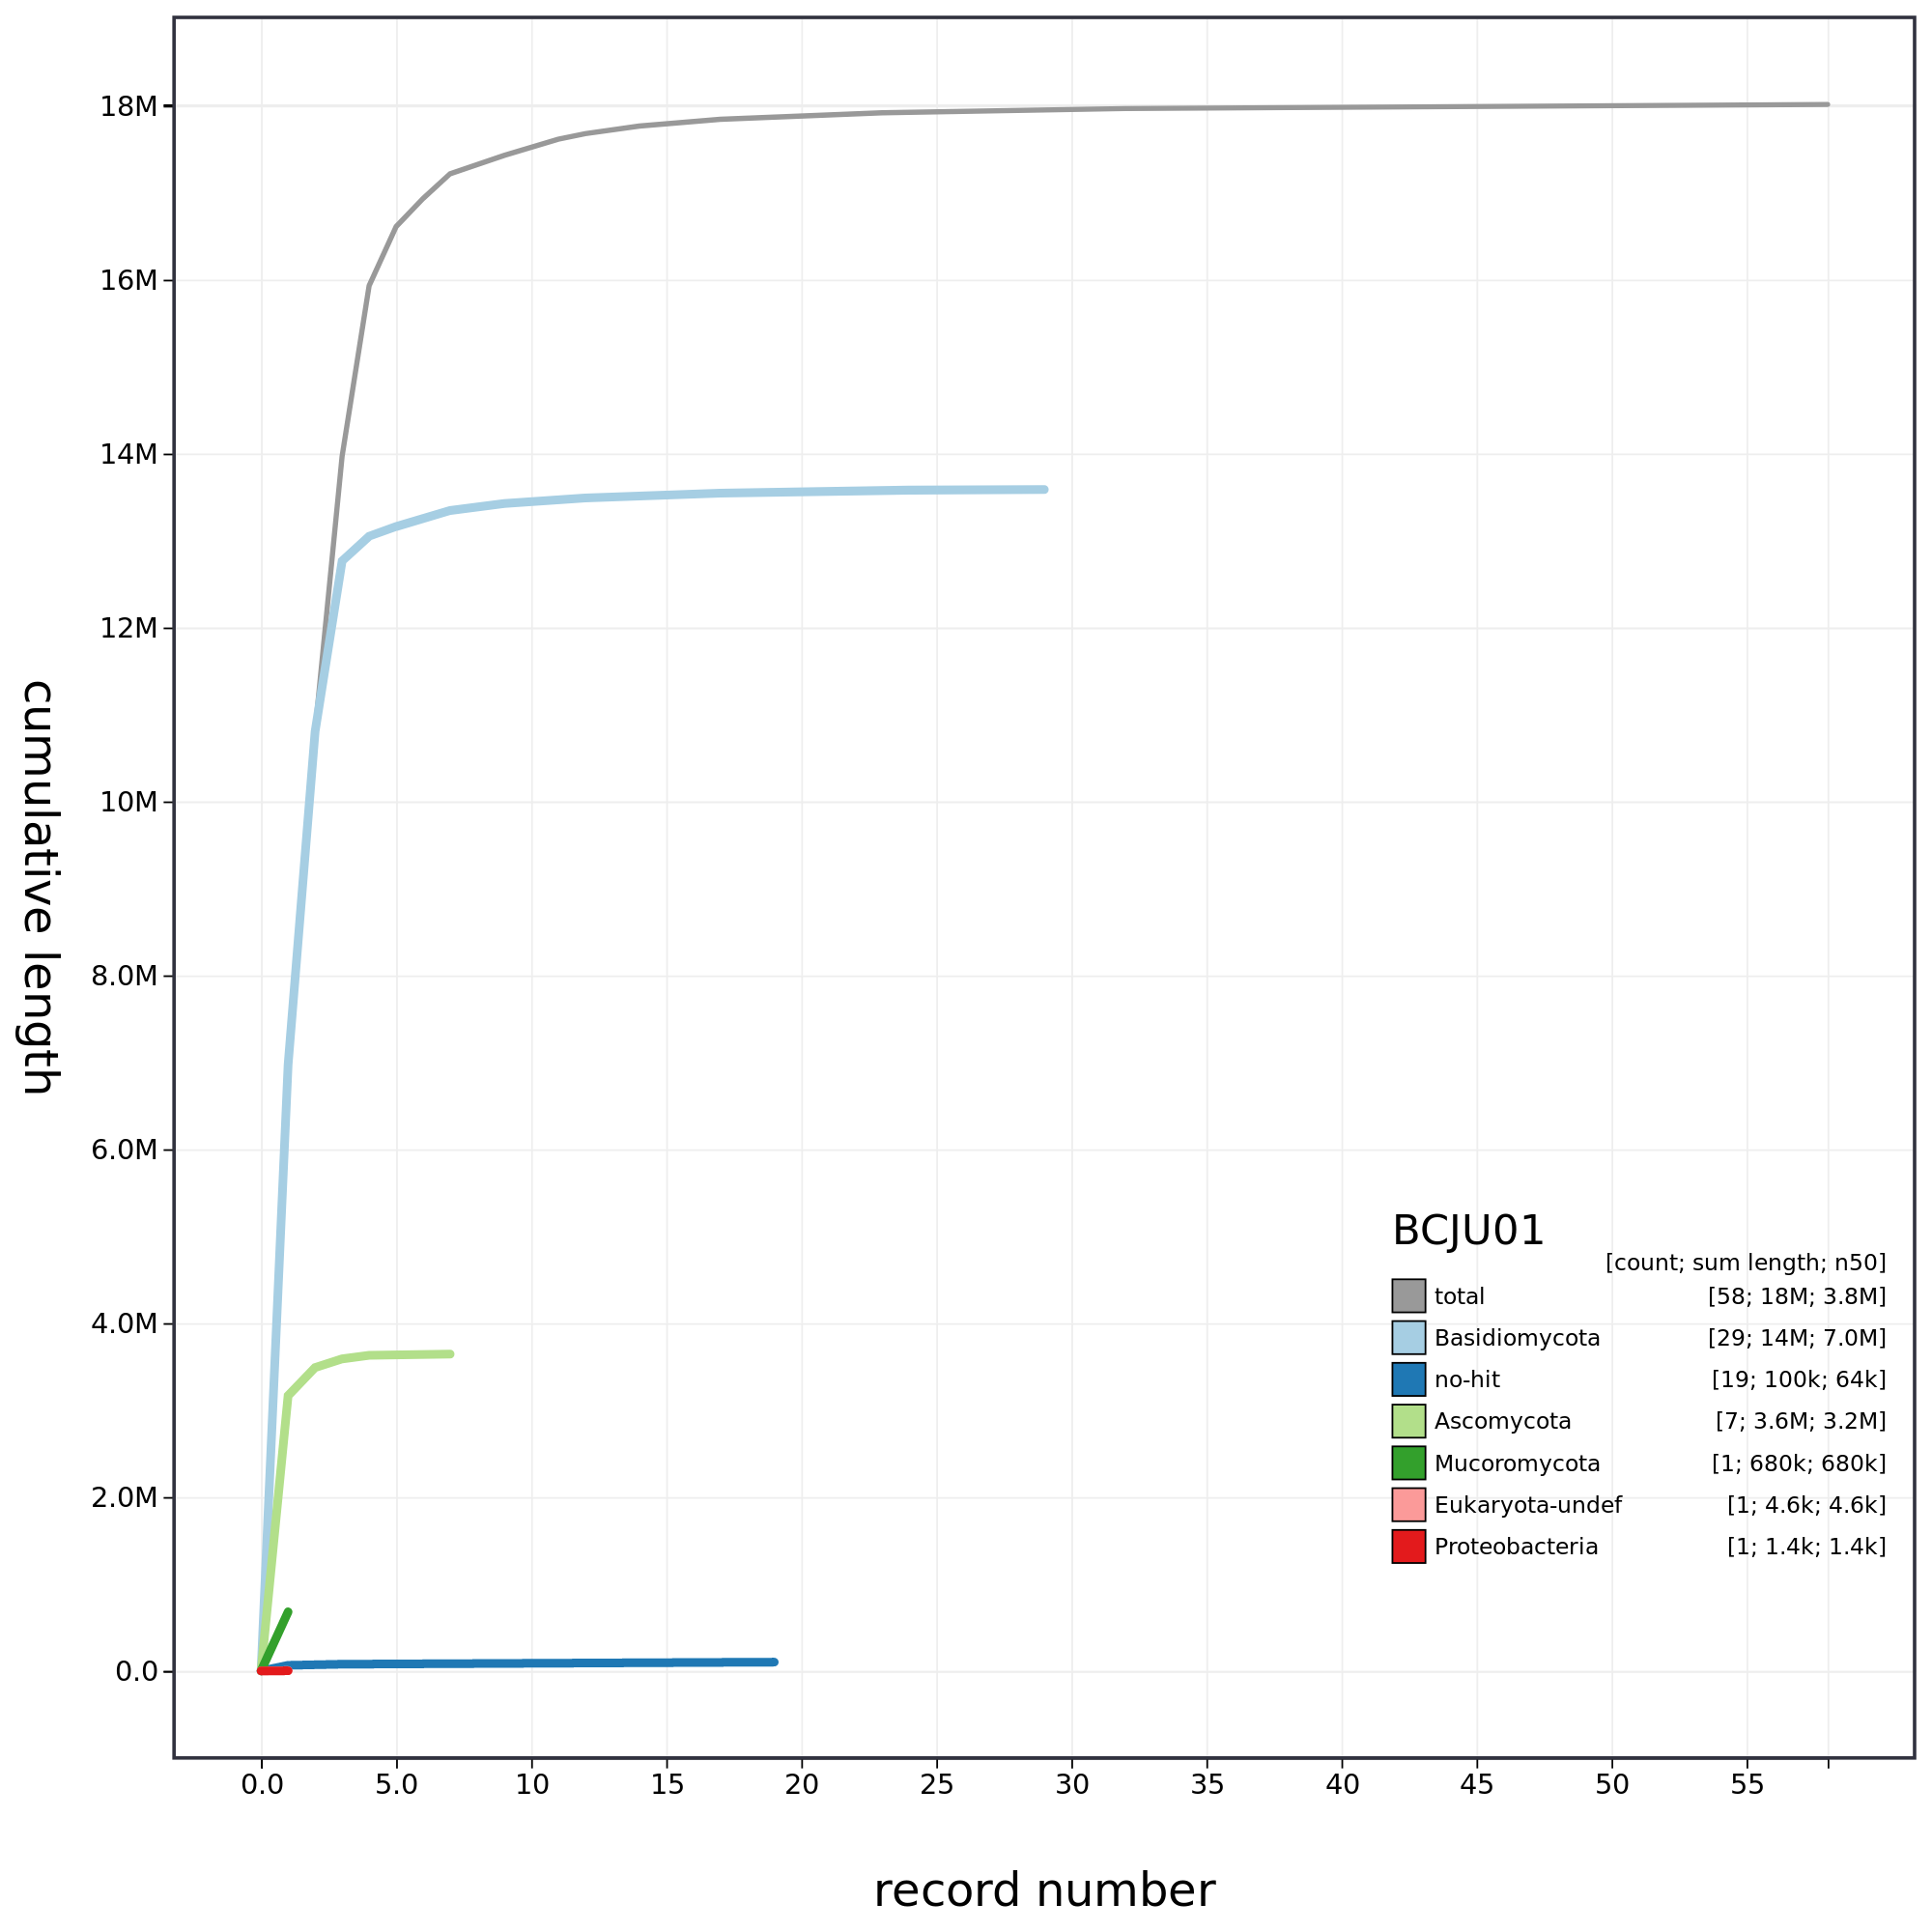 18M
16M
14M
12M
10M
8.0M
6.0M
4.0M
2.0M
0.0
cumulative length
BCJU01
[count; sum length; n50]
total [58; 18M; 3.8M]
Basidiomycota [29; 14M; 7.0M]
no-hit [19; 100k; 64k]
Ascomycota [7; 3.6M; 3.2M]
Mucoromycota [1; 680k; 680k]
Eukaryota-undef [1; 4.6k; 4.6k]
Proteobacteria [1; 1.4k; 1.4k]
0.0 5.0 10 15 20 25 30 35 40 45 50 55
record number